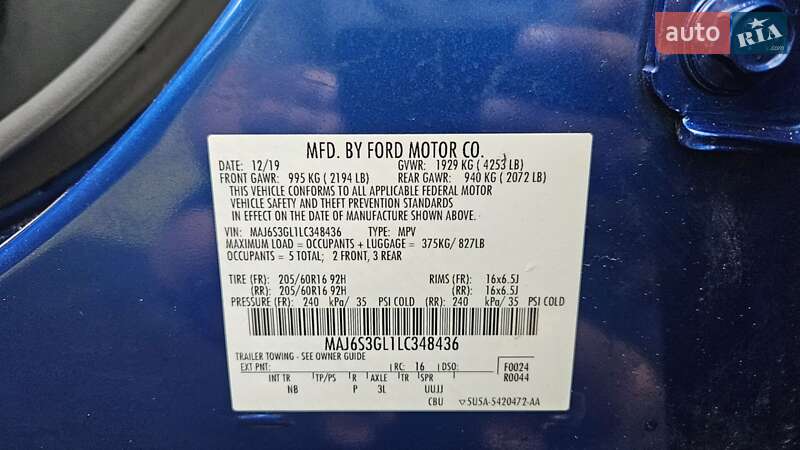 auto RIA.com
MFD. BY FORD MOTOR CO.
DATE: 12/19 GVWR: 1929 KG ( 4253 LB)
FRONT GAWR: 995 KG ( 2194 LB) REAR GAWR: 940 KG ( 2072 LB)
THIS VEHICLE CONFORMS TO ALL APPLICABLE FEDERAL MOTOR
VEHICLE SAFETY AND THEFT PREVENTION STANDARDS
IN EFFECT ON THE DATE OF MANUFACTURE SHOWN ABOVE.
VIN: MAJ6S3GL1LC348436 TYPE: MPV
MAXIMUM LOAD = OCCUPANTS + LUGGAGE = 375KG/ 827LB
OCCUPANTS = 5 TOTAL; 2 FRONT, 3 REAR
TIRE (FR): 205/60R16 92H RIMS (FR): 16x6.5J
(RR): 205/60R16 92H (RR): 16x6.5J
PRESSURE (FR): 240 kPa/ 35 PSI COLD (RR): 240 kPa/ 35 PSI COLD
MAJ6S3GL1LC348436
TRAILER TOWING - SEE OWNER GUIDE
EXT PNT: RC: 16 DSO: F0024
R0044
INT TR TP/PS R AXLE TR SPR
NB P 3L UUJJ
CBU ▽5U5A-5420472-AA